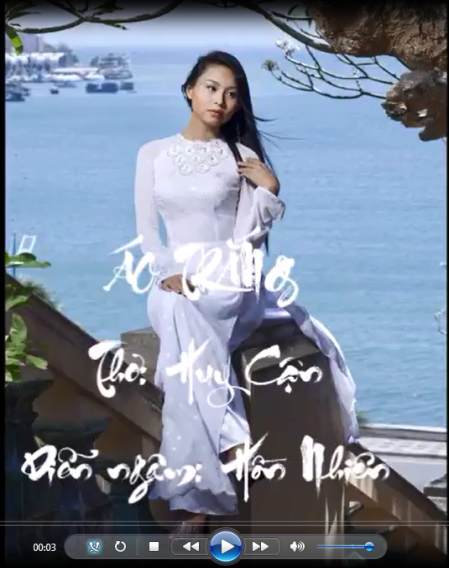 Áo Trắng
Thơ: Huy Cận
Diễn ngâm: Hồn Nhiên
00:03